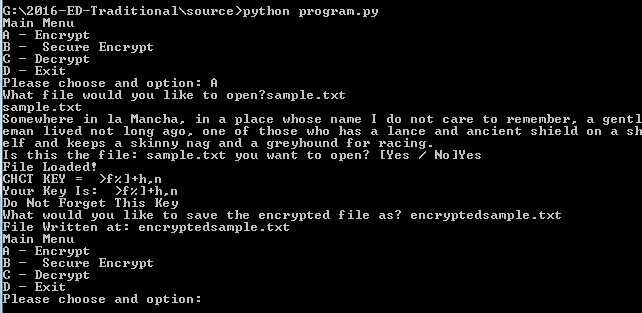 G:\2016-ED-Traditional\source>python program.py
Main Menu
A - Encrypt
B -  Secure Encrypt
C - Decrypt
D - Exit
Please choose and option: A
What file would you like to open?sample.txt
sample.txt
Somewhere in la Mancha, in a place whose name I do not care to remember, a gentl
eman lived not long ago, one of those who has a lance and ancient shield on a sh
elf and keeps a skinny nag and a greyhound for racing.
Is this the file: sample.txt you want to open? [Yes / No]Yes
File Loaded!
CHCT KEY =  >f%]+h,n
Your Key Is:  >f%]+h,n
Do Not Forget This Key
What would you like to save the encrypted file as? encryptedsample.txt
File Written at: encryptedsample.txt
Main Menu
A - Encrypt
B -  Secure Encrypt
C - Decrypt
D - Exit
Please choose and option: